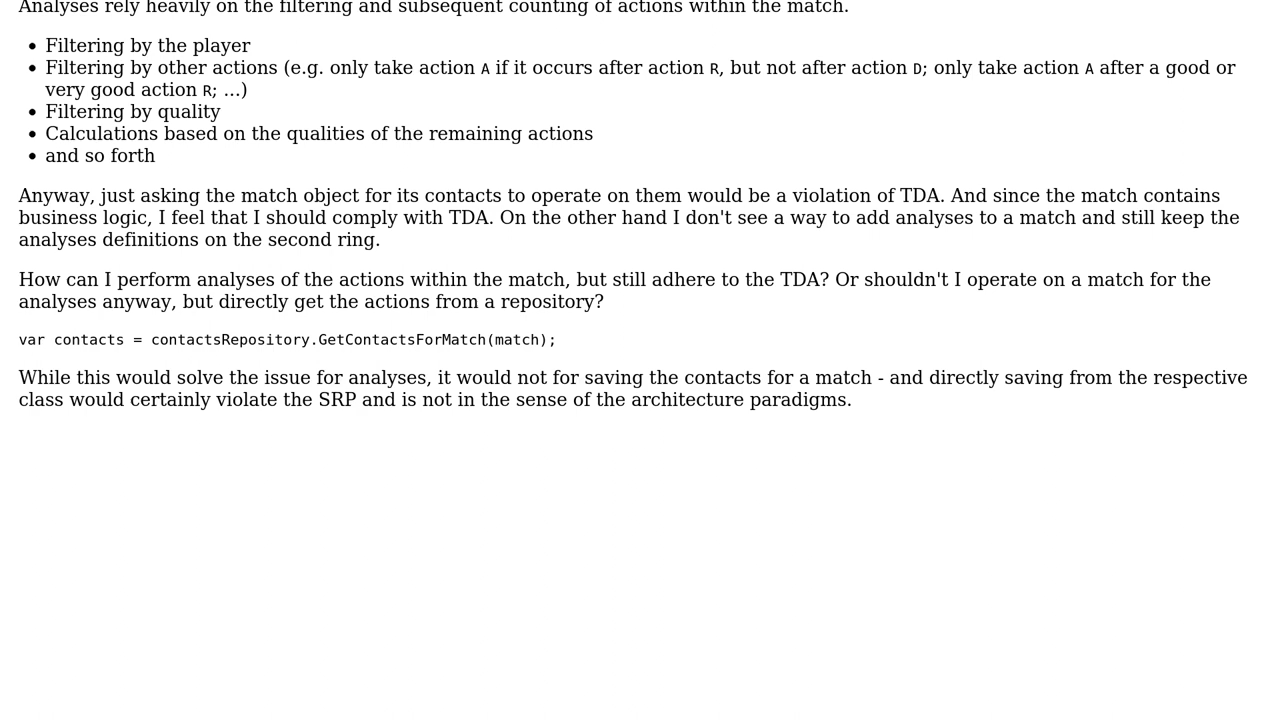 Analyses rely heavily on the filtering and subsequent counting of actions within the match.
• Filtering by the player
• Filtering by other actions (e.g. only take action A if it occurs after action R, but not after action D; only take action A after a good or
very good action R; ...)
• Filtering by quality
• Calculations based on the qualities of the remaining actions
• and so forth
Anyway, just asking the match object for its contacts to operate on them would be a violation of TDA. And since the match contains
business logic, I feel that I should comply with TDA. On the other hand I don't see a way to add analyses to a match and still keep the
analyses definitions on the second ring.
How can I perform analyses of the actions within the match, but still adhere to the TDA? Or shouldn't I operate on a match for the
analyses anyway, but directly get the actions from a repository?
var contacts = contactsRepository.GetContactsForMatch(match);
While this would solve the issue for analyses, it would not for saving the contacts for a match - and directly saving from the respective
class would certainly violate the SRP and is not in the sense of the architecture paradigms.